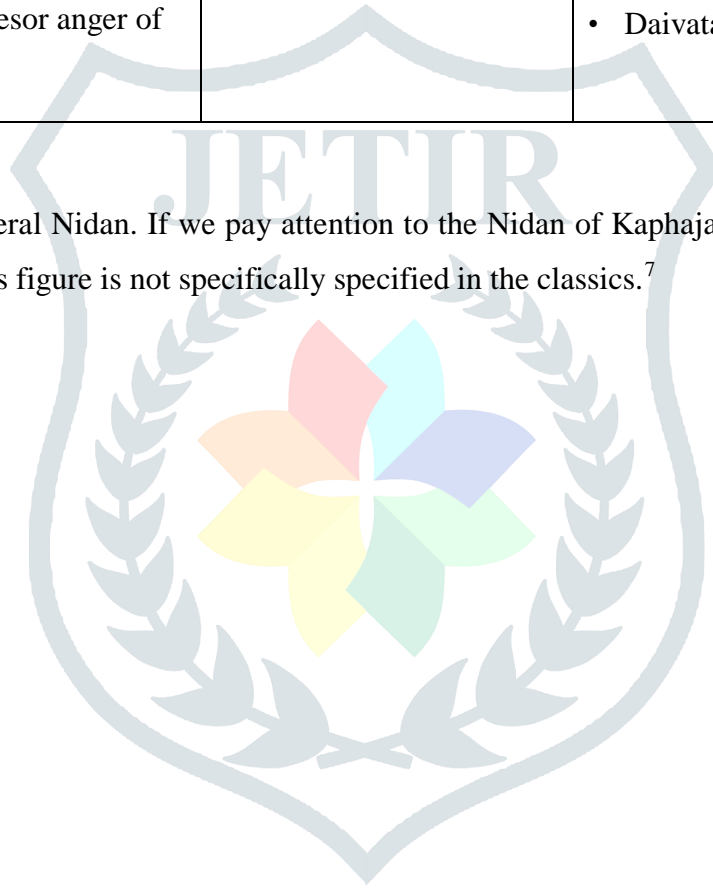 esor anger of
• Daivata
JETIR
eral Nidan. If we pay attention to the Nidan of Kaphaja
s figure is not specifically specified in the classics.7